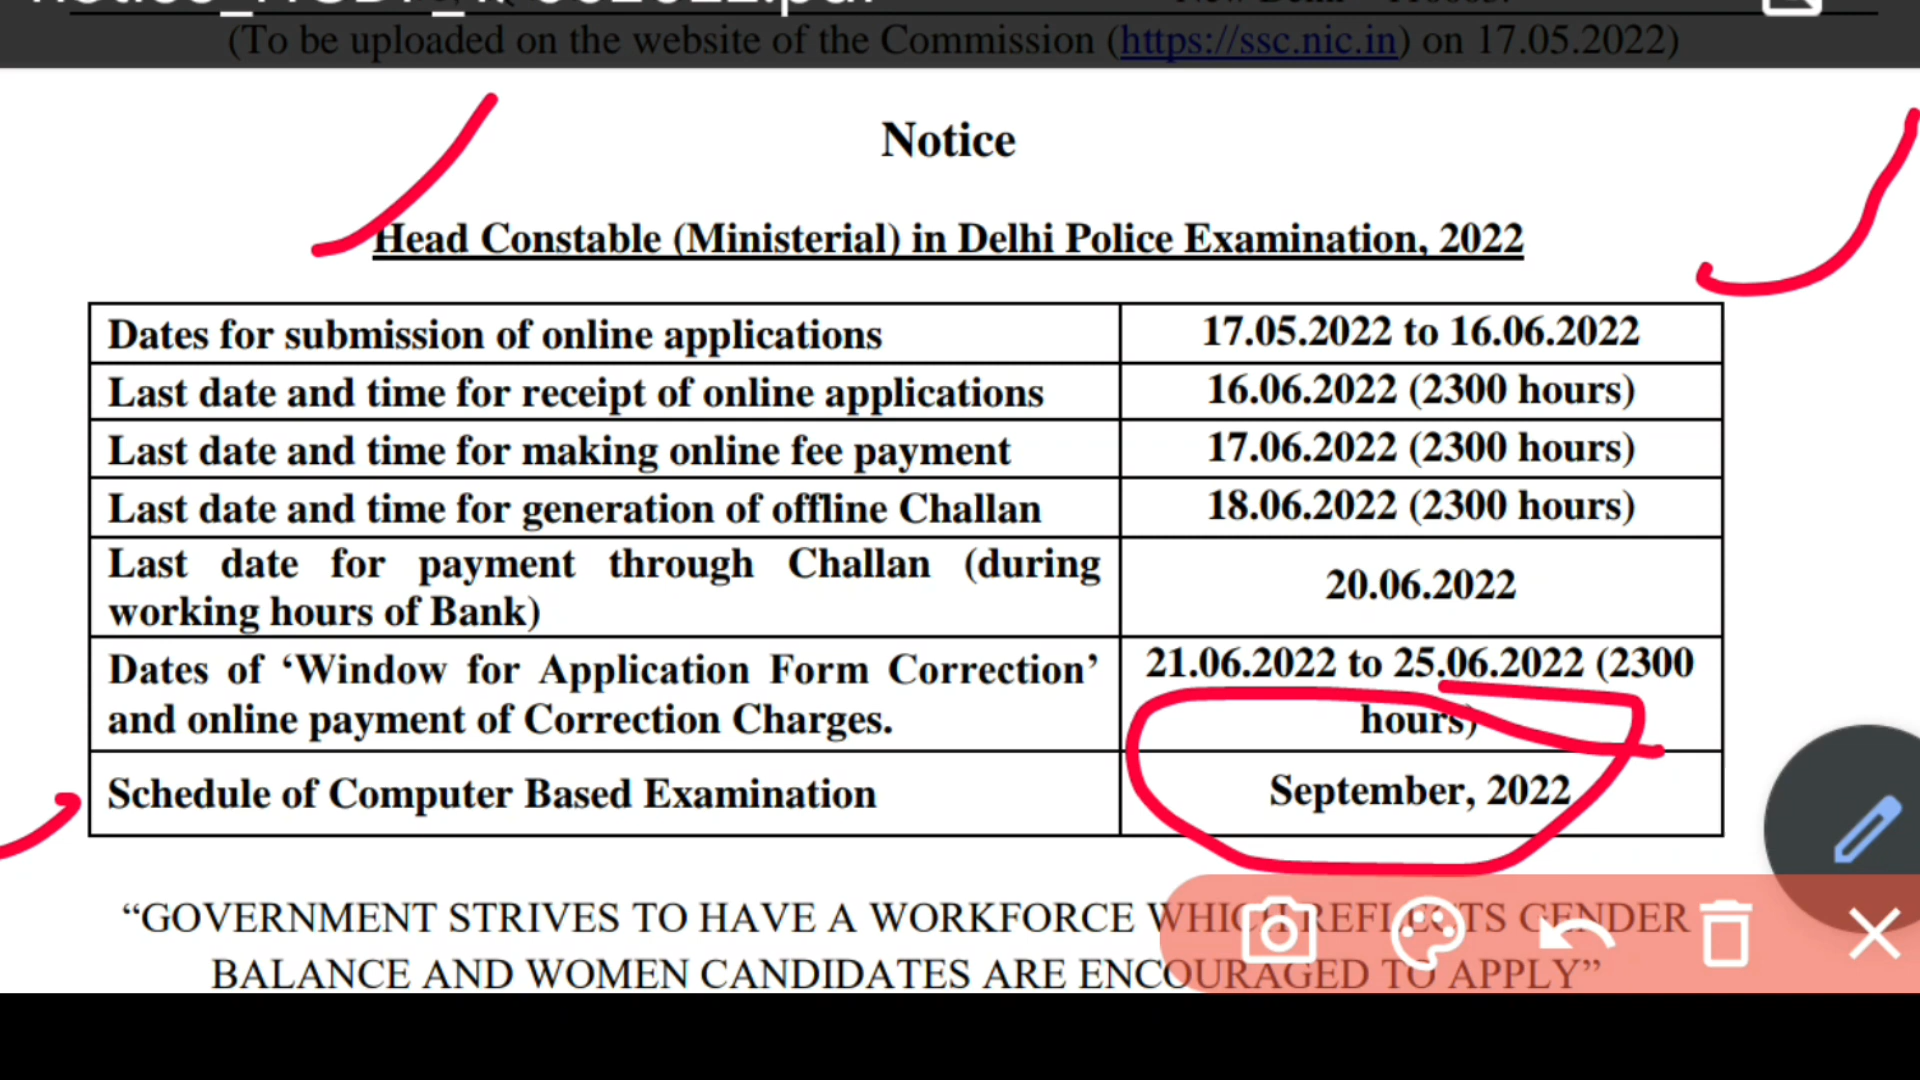 (To be uploaded on the website of the Commission (https://ssc.nic.in) on 17.05.2022)
Notice
Head Constable (Ministerial) in Delhi Police Examination, 2022
Dates for submission of online applications 17.05.2022 to 16.06.2022
Last date and time for receipt of online applications 16.06.2022 (2300 hours)
Last date and time for making online fee payment 17.06.2022 (2300 hours)
Last date and time for generation of offline Challan 18.06.2022 (2300 hours)
Last date for payment through Challan (during
working hours of Bank) 20.06.2022
Dates of ‘Window for Application Form Correction’ 21.06.2022 to 25.06.2022 (2300
and online payment of Correction Charges. hours)
Schedule of Computer Based Examination September, 2022
“GOVERNMENT STRIVES TO HAVE A WORKFORCE WHICH REFLECTS GENDER
BALANCE AND WOMEN CANDIDATES ARE ENCOURAGED TO APPLY”